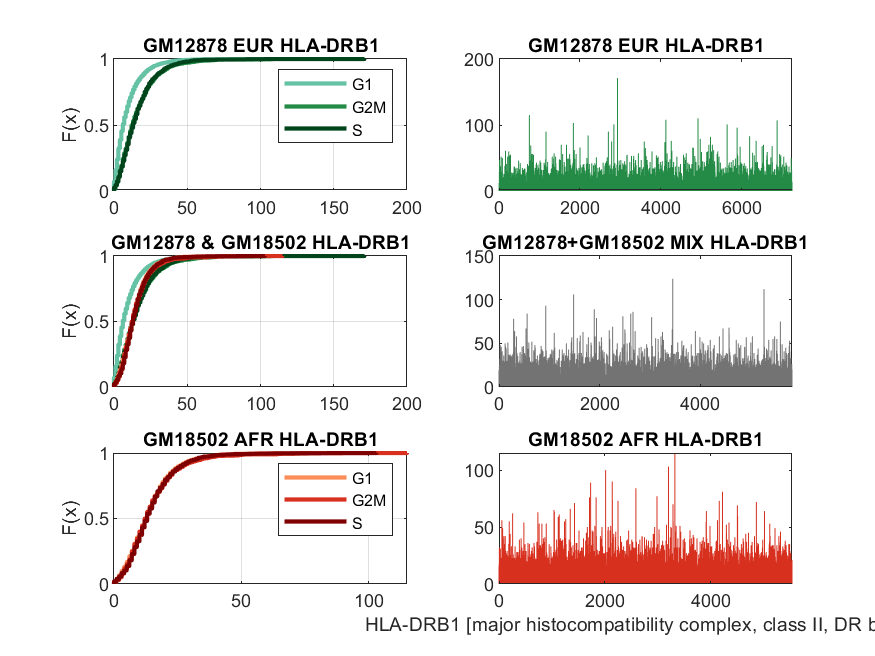 GM12878 EUR HLA-DRB1
F(x)
1
0.5
0
0
50
100
150
200
G1
G2M
S
GM12878 EUR HLA-DRB1
200
100
0
0
2000
4000
6000
GM12878 & GM18502 HLA-DRB1
F(x)
1
0.5
0
0
50
100
150
200
GM12878+GM18502 MIX HLA-DRB1
150
100
50
0
0
2000
4000
GM18502 AFR HLA-DRB1
F(x)
1
0.5
0
0
50
100
G1
G2M
S
GM18502 AFR HLA-DRB1
100
50
0
0
2000
4000
HLA-DRB1 [major histocompatibility complex, class II, DR b